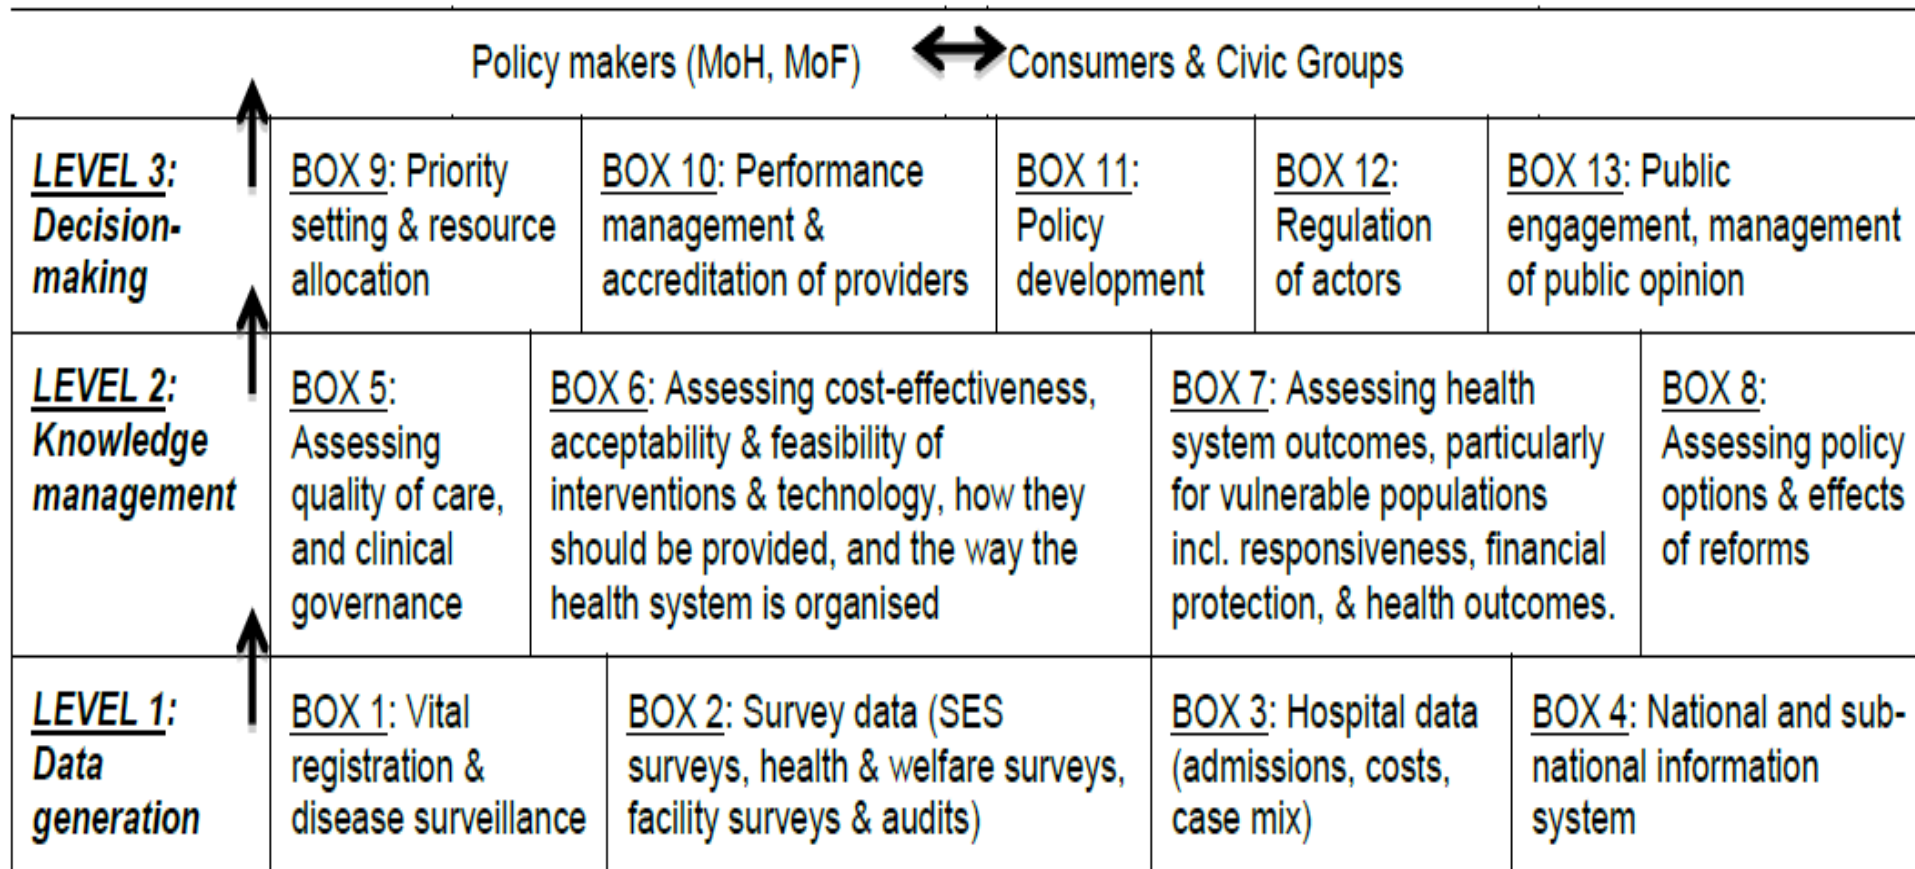 Policy makers (MoH, MoF)
Consumers & Civic Groups
LEVEL 3:
Decision-
making
BOX 9: Priority
setting & resource
allocation
BOX 10: Performance
management &
accreditation of providers
BOX 11:
Policy
development
BOX 12:
Regulation
of actors
BOX 13: Public
engagement, management
of public opinion
LEVEL 2:
Knowledge
management
BOX 5:
Assessing
quality of care,
and clinical
governance
BOX 6: Assessing cost-effectiveness,
acceptability & feasibility of
interventions & technology, how they
should be provided, and the way the
health system is organised
BOX 7: Assessing health
system outcomes, particularly
for vulnerable populations
incl. responsiveness, financial
protection, & health outcomes.
BOX 8:
Assessing policy
options & effects
of reforms
LEVEL 1:
Data
generation
BOX 1: Vital
registration &
disease surveillance
BOX 2: Survey data (SES
surveys, health & welfare surveys,
facility surveys & audits)
BOX 3: Hospital data
(admissions, costs,
case mix)
BOX 4: National and sub-
national information
system